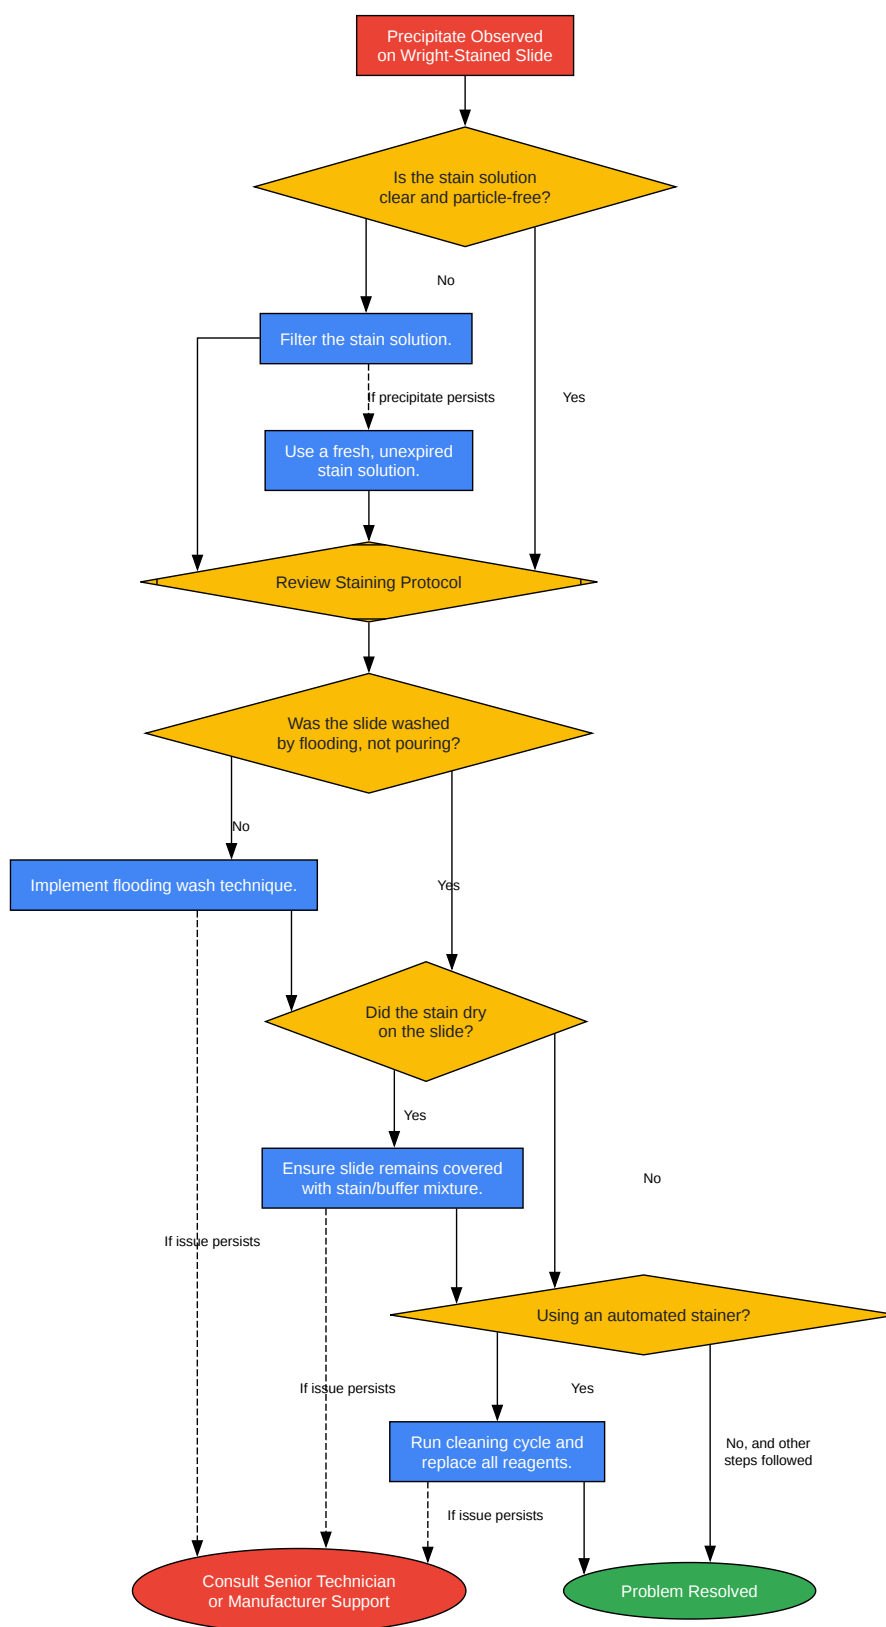 Precipitate Observed
on Wright-Stained Slide
Is the stain solution
clear and particle-free?
No
Filter the stain solution.
If precipitate persists
Yes
Use a fresh, unexpired
stain solution.
Review Staining Protocol
Was the slide washed
by flooding, not pouring?
No
Implement flooding wash technique.
Yes
Did the stain dry
on the slide?
Yes
Ensure slide remains covered
with stain/buffer mixture.
No
If issue persists
Using an automated stainer?
If issue persists
Yes
Run cleaning cycle and
replace all reagents.
No, and other
steps followed
If issue persists
Consult Senior Technician
or Manufacturer Support
Problem Resolved